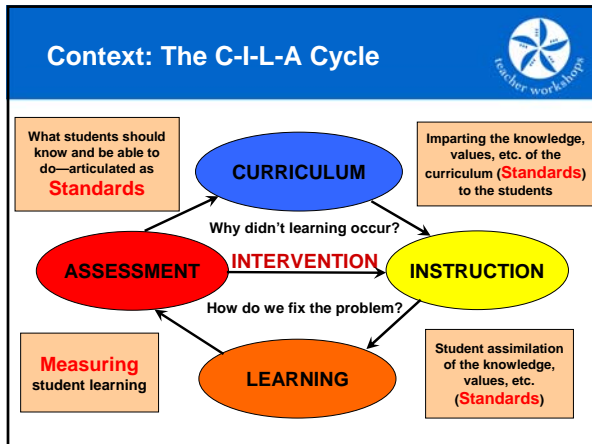 Context: The C-I-L-A Cycle
teacher workshops
What students should
know and be able to
do—articulated as
Standards
CURRICULUM
Imparting the knowledge,
values, etc. of the
curriculum (Standards)
to the students
Why didn't learning occur?
ASSESSMENT
INTERVENTION
INSTRUCTION
How do we fix the problem?
Measuring
student learning
LEARNING
Student assimilation
of the knowledge,
values, etc.
(Standards)